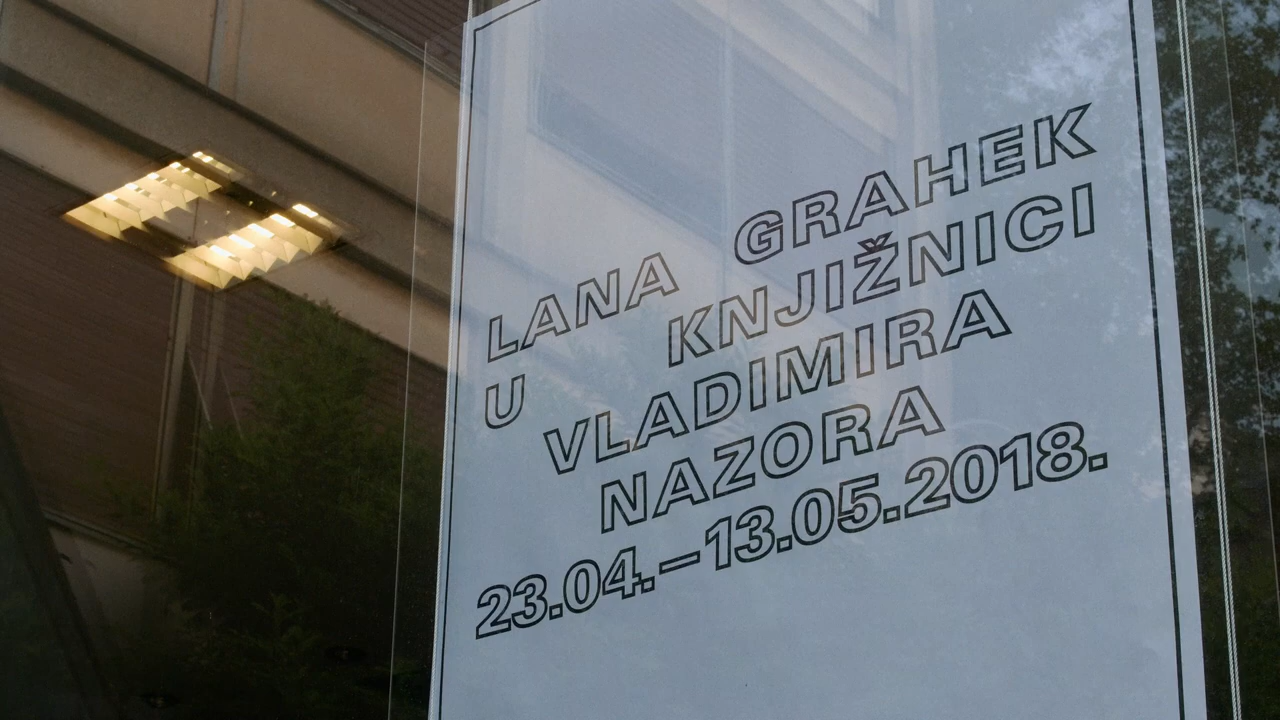 LANA GRAHEK
U KNJIŽNICI
VLADIMIRA
NAZORA
23.04.–13.05.2018.